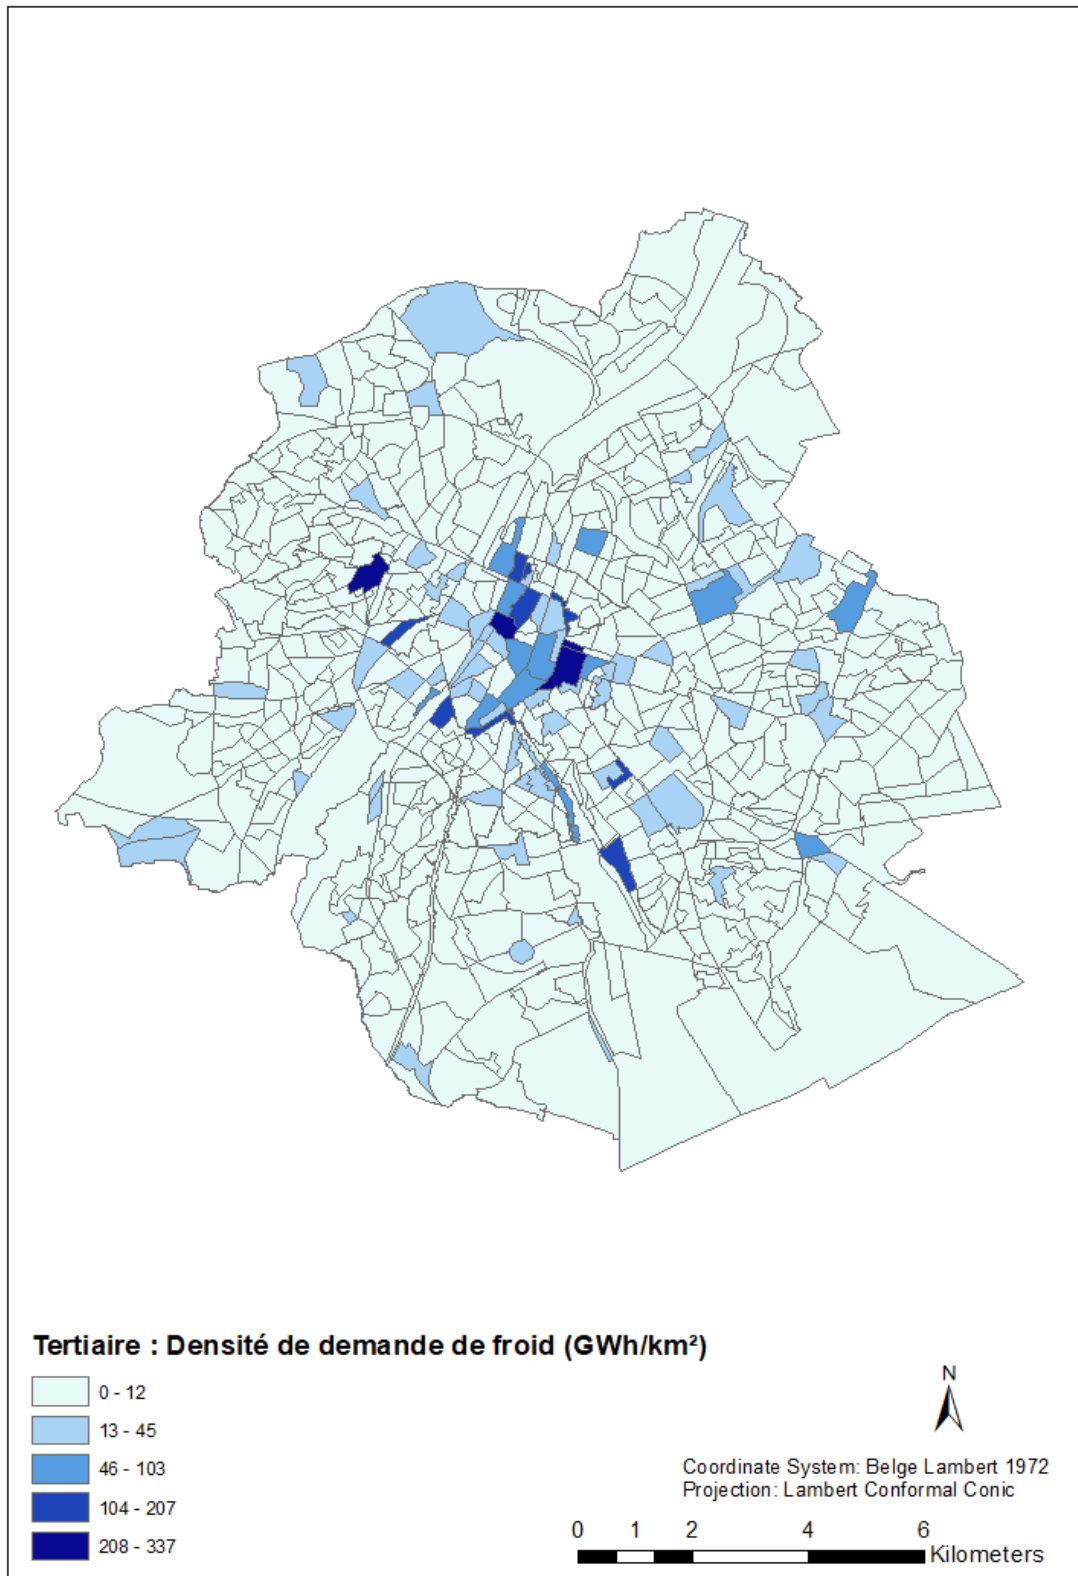 Tertiaire : Densité de demande de froid (GWh/km²)
0 - 12
13 - 45
46 - 103
104 - 207
208 - 337
N
Coordinate System: Belge Lambert 1972
Projection: Lambert Conformal Conic
0 1 2 4 6
Kilometers